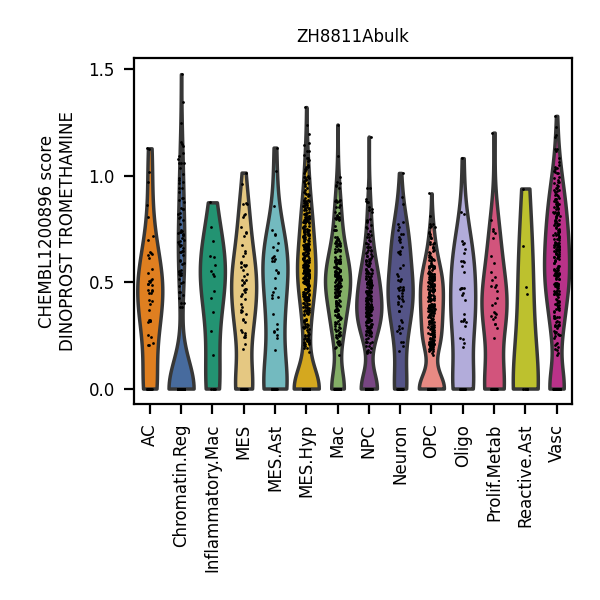 ZH8811Abulk
CHEMBL1200896 score
DINOPROST TROMETHAMINE
1.5
1.0
0.5
0.0
AC
Chromatin.Reg
Inflammatory.Mac
MES
MES.Ast
MES.Hyp
Mac
NPC
Neuron
OPC
Oligo
Prolif.Metab
Reactive.Ast
Vasc